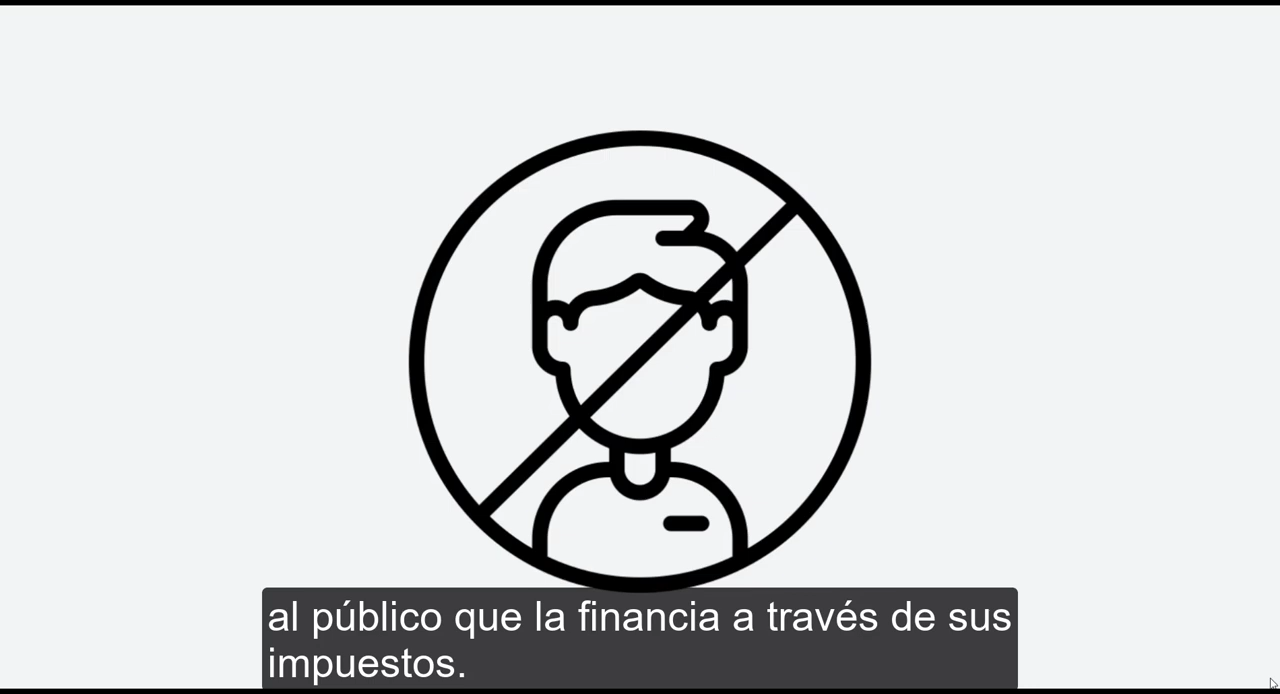 al público que la financia a través de sus
impuestos.